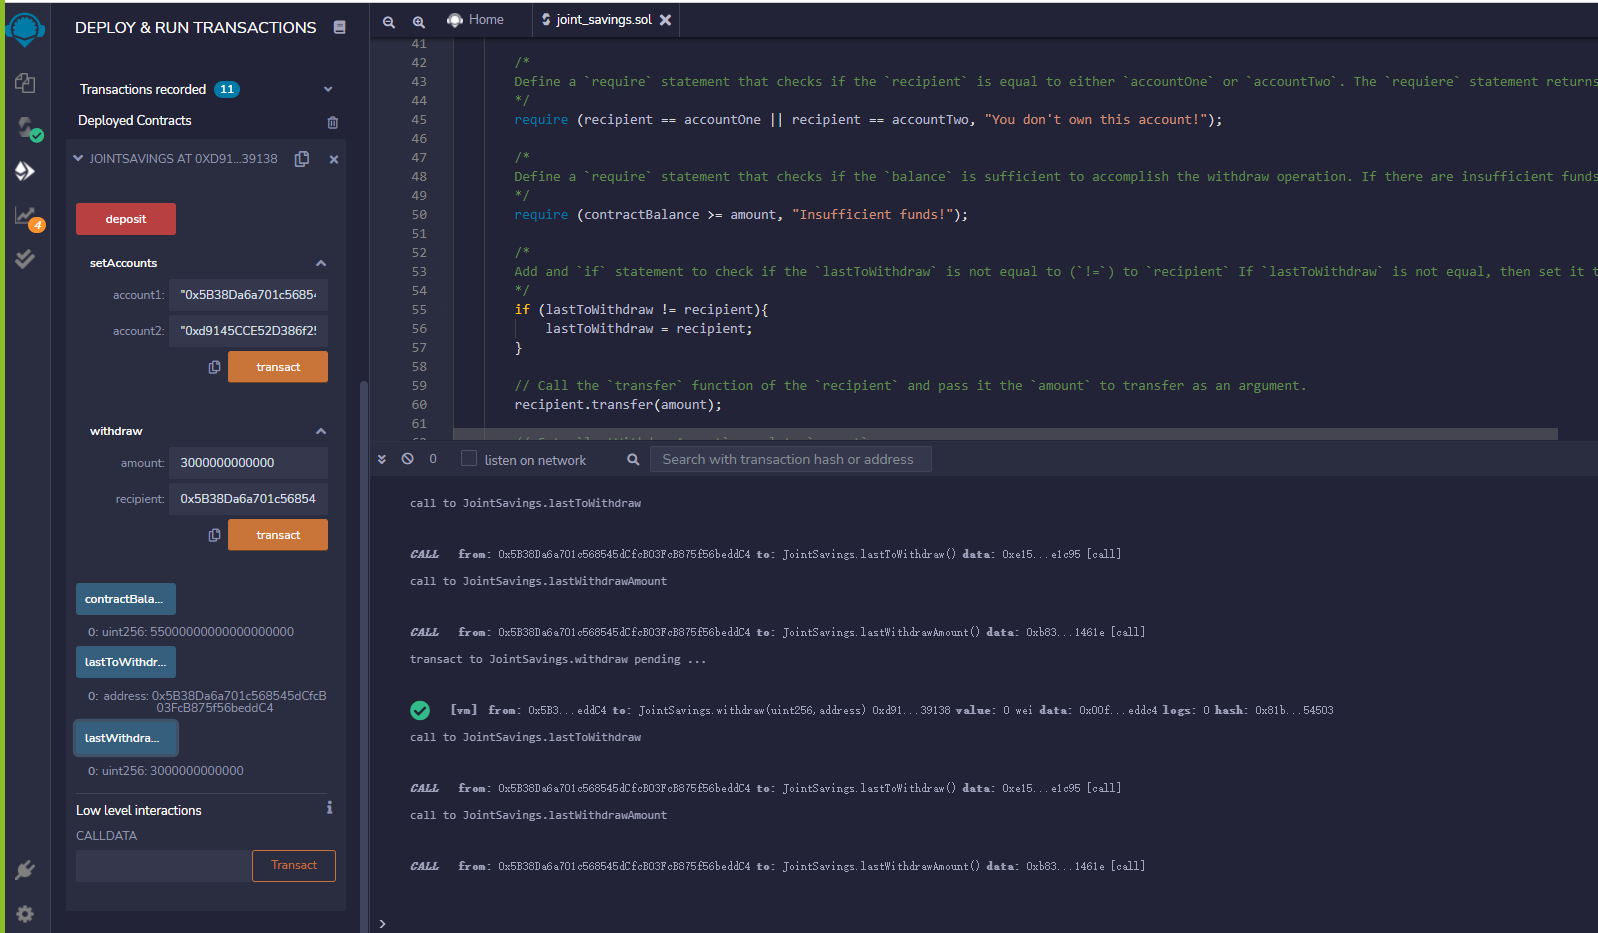 DEPLOY & RUN TRANSACTIONS
Transactions recorded 11
Deployed Contracts
JOINTSAVINGS AT 0XD91...39138
deposit
setAccounts
account1: "0x5B38Da6a701c5685
account2: "0xd9145CCE52D386f2
transact
withdraw
amount: 3000000000000
recipient: 0x5B38Da6a701c56854
transact
contractBala...
0: uint256: 55000000000000000000
lastToWithdr...
0: address: 0x5B38Da6a701c568545dCfcB
03FcB875f56beddC4
lastWithdra...
0: uint256: 3000000000000
Low level interactions
CALLDATA
Transact
4
Home
joint_savings.sol
41
42 /*
43 Define a `require` statement that checks if the `recipient` is equal to either `accountOne` or `accountTwo`. The `requiere` statement returns
44 */
45 require (recipient == accountOne || recipient == accountTwo, "You don't own this account!");
46
47 /*
48 Define a `require` statement that checks if the `balance` is sufficient to accomplish the withdraw operation. If there are insufficient funds
49 */
50 require (contractBalance >= amount, "Insufficient funds!");
51
52 /*
53 Add and `if` statement to check if the `lastToWithdraw` is not equal to (`!=`) to `recipient` If `lastToWithdraw` is not equal, then set it t
54 */
55 if (lastToWithdraw != recipient){
56 lastToWithdraw = recipient;
57 }
58
59 // Call the `transfer` function of the `recipient` and pass it the `amount` to transfer as an argument.
60 recipient.transfer(amount);
61
0 listen on network Search with transaction hash or address
call to JointSavings.lastToWithdraw
CALL from: 0x5B38Da6a701c568545dCfcB03FcB875f56beddC4 to: JointSavings.lastToWithdraw() data: 0xe15...e1c95 [call]
call to JointSavings.lastWithdrawAmount
CALL from: 0x5B38Da6a701c568545dCfcB03FcB875f56beddC4 to: JointSavings.lastWithdrawAmount() data: 0xb83...1461e [call]
transact to JointSavings.withdraw pending ...
[vm] from: 0x5B3...eddC4 to: JointSavings.withdraw(uint256,address) 0xd91...39138 value: 0 wei data: 0x00f...eddc4 logs: 0 hash: 0x81b...54503
call to JointSavings.lastToWithdraw
CALL from: 0x5B38Da6a701c568545dCfcB03FcB875f56beddC4 to: JointSavings.lastToWithdraw() data: 0xe15...e1c95 [call]
call to JointSavings.lastWithdrawAmount
CALL from: 0x5B38Da6a701c568545dCfcB03FcB875f56beddC4 to: JointSavings.lastWithdrawAmount() data: 0xb83...1461e [call]
>